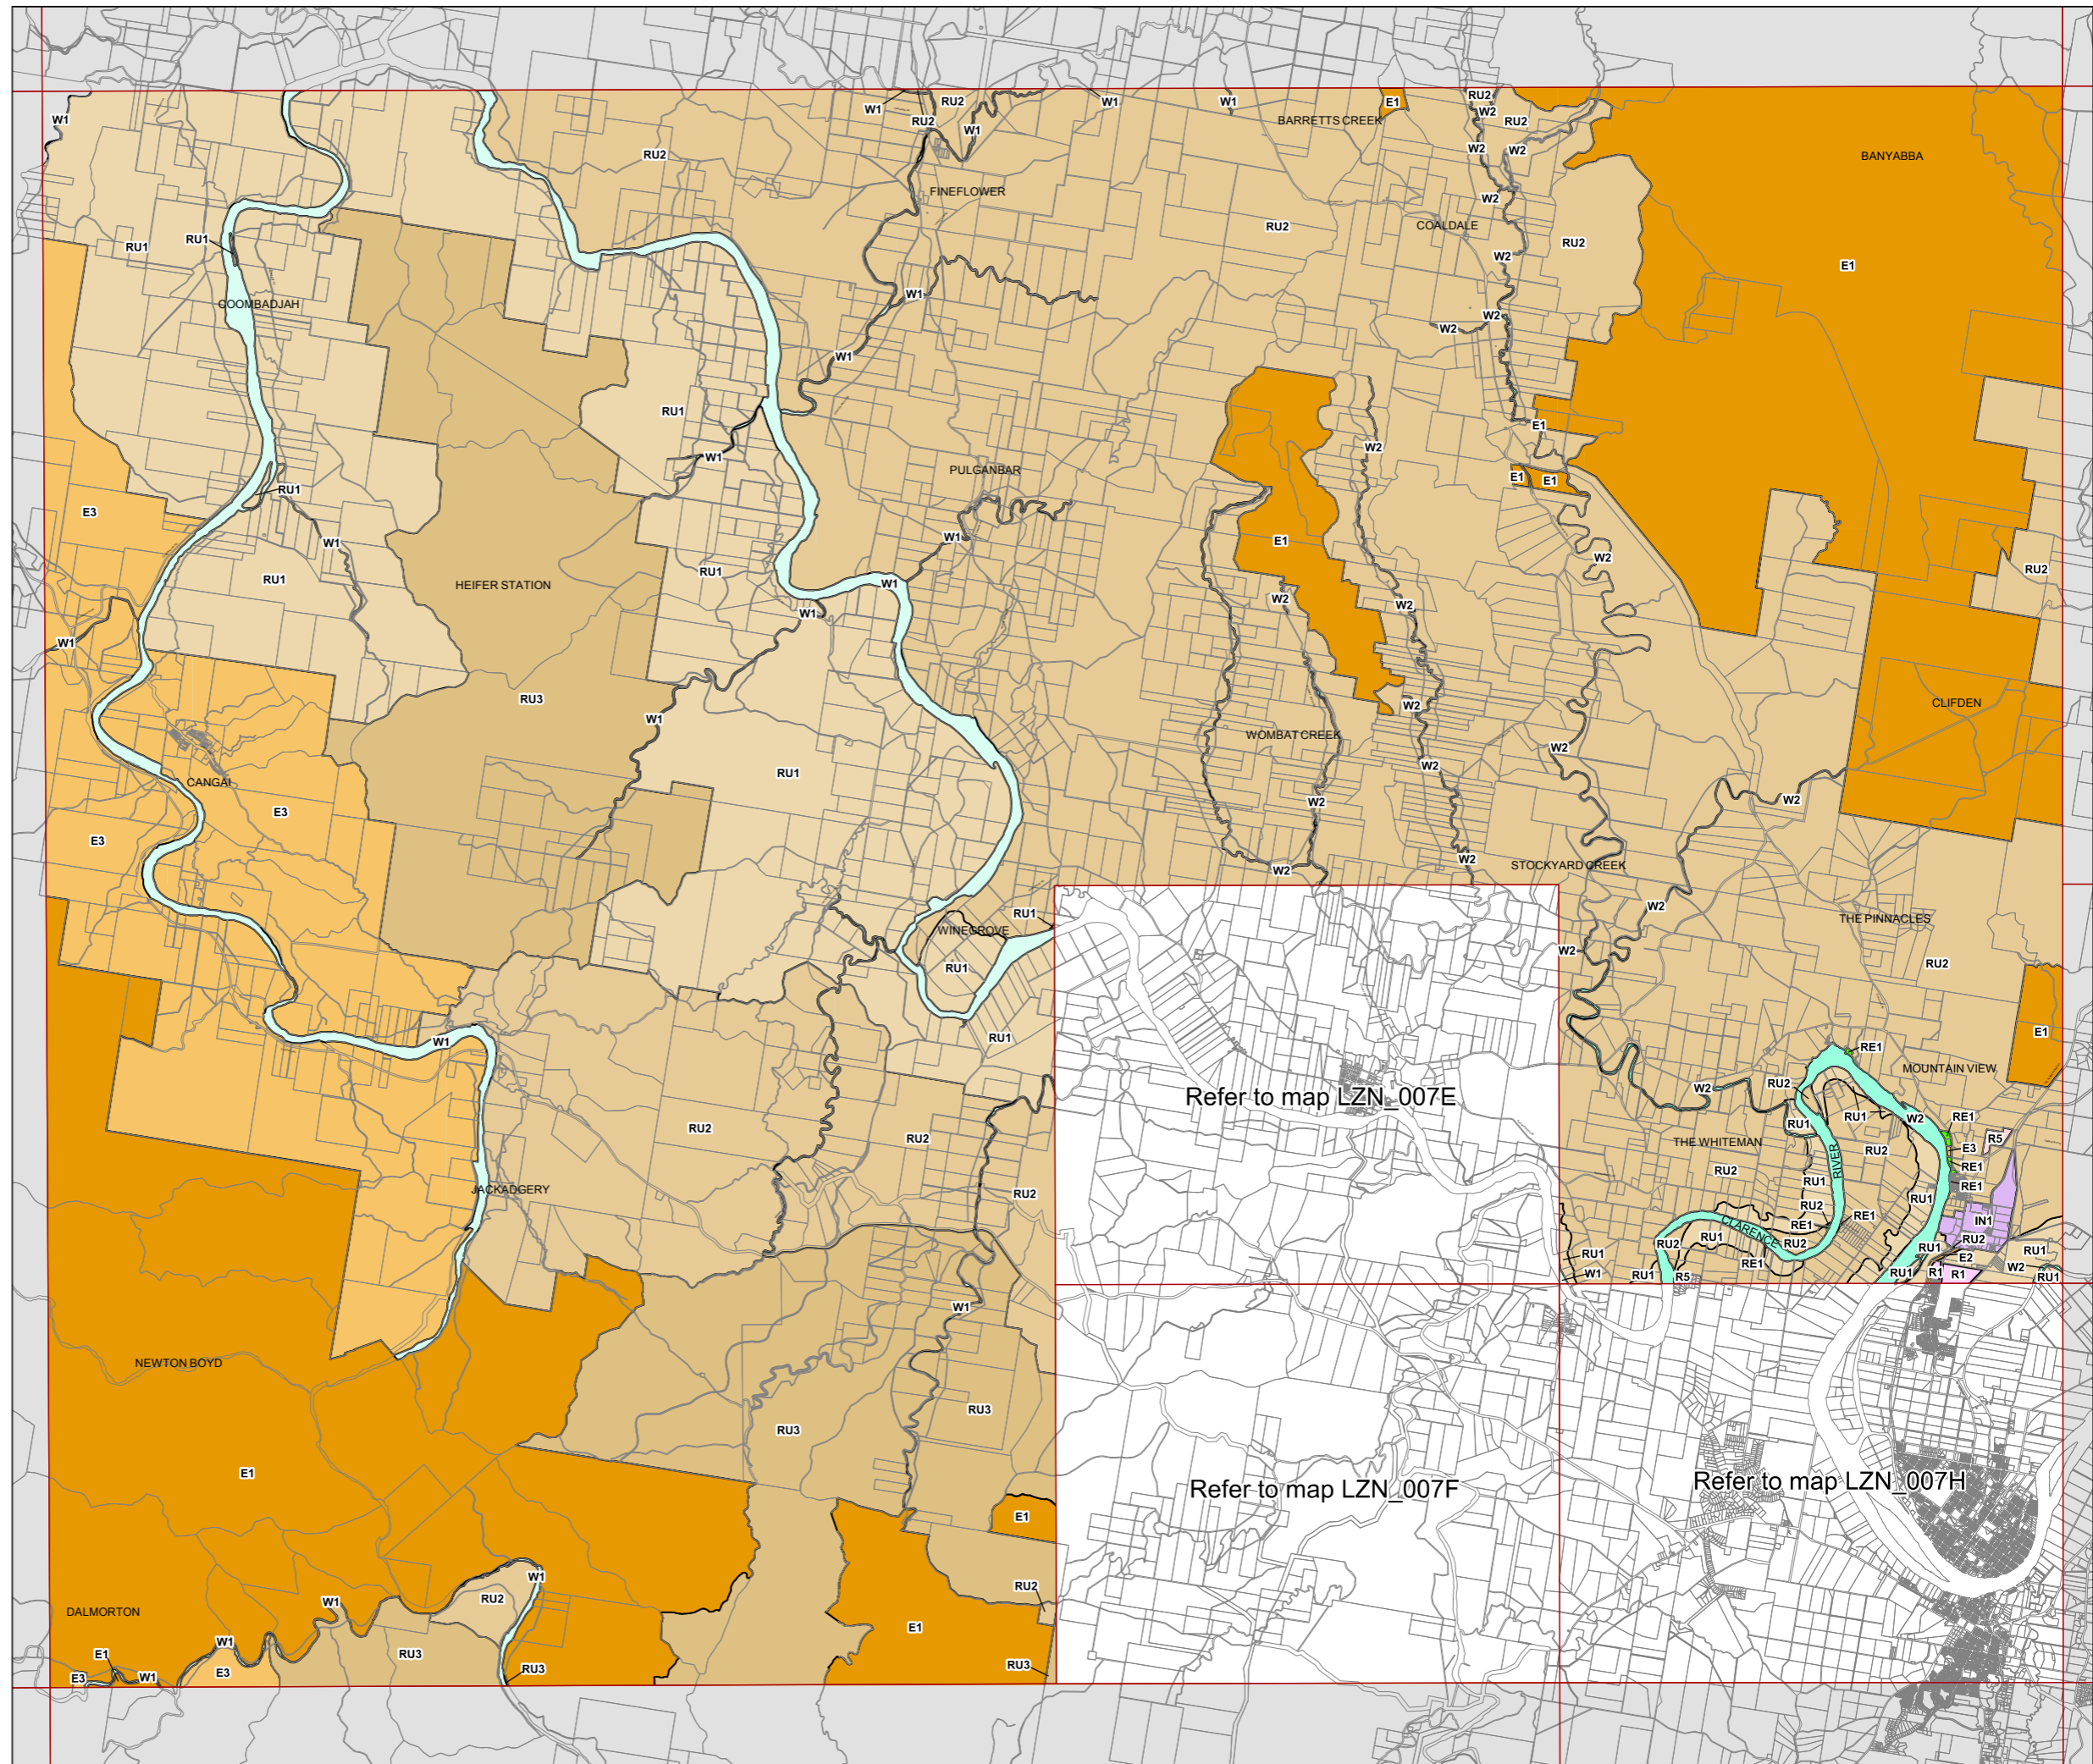 W1
RU2
W1
RU2
W1
W1
W1
E1
BARRETTS CREEK
RU2
W2
RU2
RU2
W2
W2
BANYABBA
FINEFLOWER
W2
RU1
RU1
RU2
COALDALE
RU2
W2
E1
COOMBADJAH
W1
W2
W2
W1
RU1
E1
W1
W2
PULGANBAR
RU1
E1
E1
E3
W1
W1
E1
W2
RU1
HEIFER STATION
RU1
W1
RU2
W1
W2
W2
W1
RU3
W1
W2
CLIFDEN
WOMBAT CREEK
W2
CANGAI
RU1
W2
E3
W2
W2
E3
W2
STOCKYARD CREEK
W2
W2
RU1
WINEGROVE
THE PINNACLES
W2
RU1
RU2
W1
RU1
E1
RE1
MOUNTAIN VIEW
Refer to map LZN_007E
W2
RU2
RU1
W2
RE1
RU2
RU2
RU1
THE WHITEMAN
R5
E3
RU2
RU2
RIVER
RE1
RE1
JACKADGERY
RU2
RU1
RU1
RU2
RE1
RE1
IN1
CLARENCE
RU2
RU1
RU2
RU1
RU2
RU1
RU1
RE1
E2
W1
RU1
R5
RU1
R1
R1
W2
RU1
W1
NEWTON BOYD
RU3
RU3
E1
Refer to map LZN_007F
Refer to map LZN_007H
E1
W1
RU2
RU2
DALMORTON
W1
W1
E1
RU3
E1
E3
W1
E3
RU3
RU3